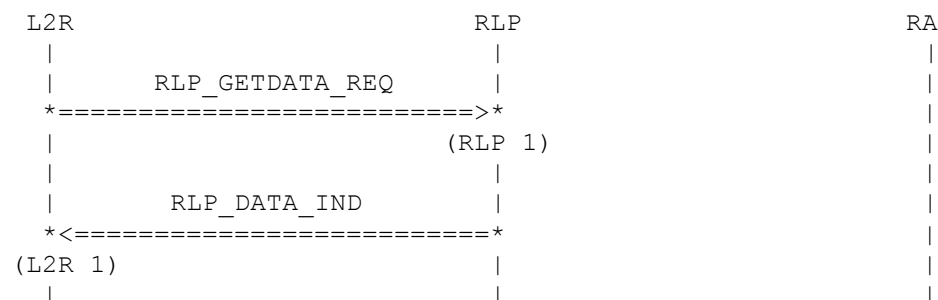 L2R RLP RA
| | |
| RLP_GETDATA_REQ | |
*==========================>* |
| (RLP 1) |
| | |
| RLP_DATA_IND | |
*<==========================* |
(L2R 1) | |
| | |